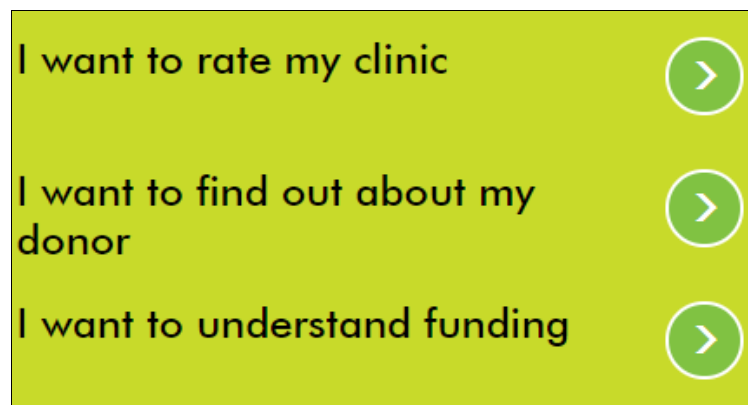 I want to rate my clinic
I want to find out about my
donor
I want to understand funding